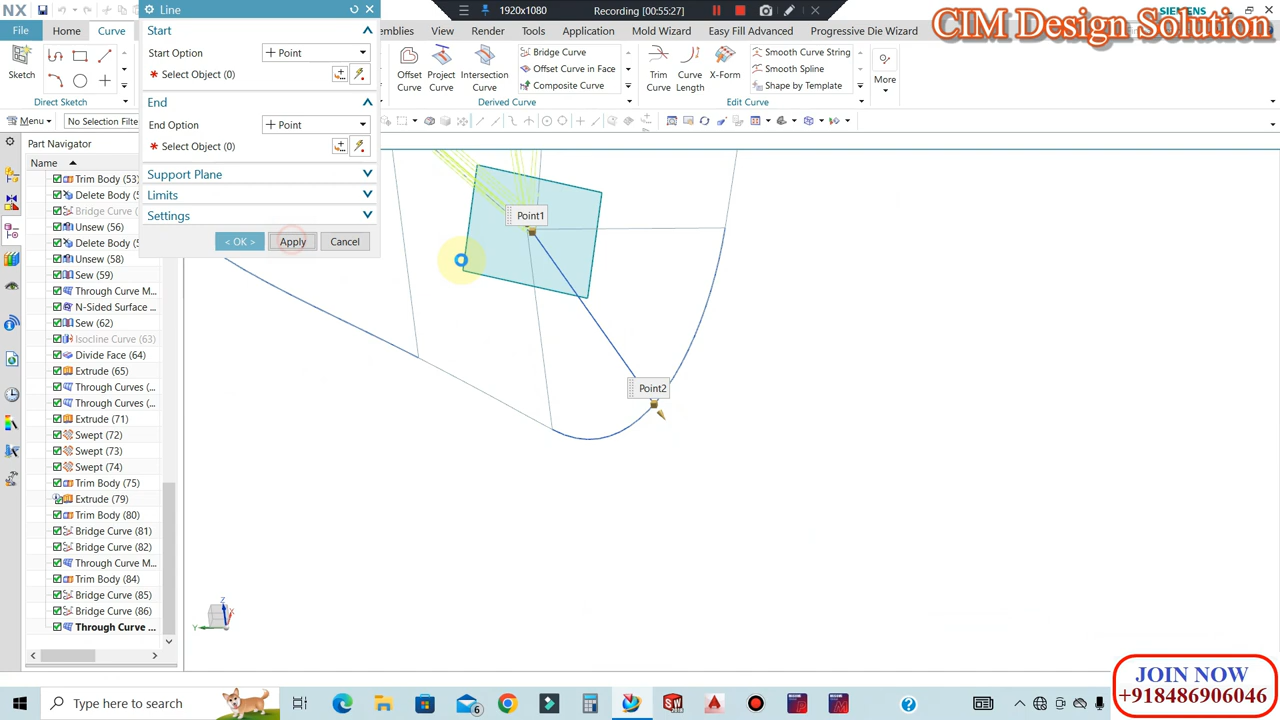 NX
Line
1920x1080
Recording [00:55:27]
SIEMENS
CIM Design Solution
File
Home
Curve
emblies
View
Render
Tools
Application
Mold Wizard
Easy Fill Advanced
Progressive Die Wizard
Start
Start Option
Point
* Select Object (0)
End
End Option
Point
* Select Object (0)
Support Plane
Limits
Settings
< OK >
Apply
Cancel
Sketch
Direct Sketch
Offset Curve
Project Curve
Intersection Curve
Bridge Curve
Offset Curve in Face
Composite Curve
Derived Curve
Trim Curve
Curve Length
X-Form
Smooth Curve String
Smooth Spline
Shape by Template
Edit Curve
More
Menu
No Selection Filte
Part Navigator
Name
Trim Body (53)
Delete Body (5
Bridge Curve (
Unsew (56)
Delete Body (5
Unsew (58)
Sew (59)
Through Curve M...
N-Sided Surface ...
Sew (62)
Isocline Curve (63)
Divide Face (64)
Extrude (65)
Through Curves (...
Through Curves (...
Extrude (71)
Swept (72)
Swept (73)
Swept (74)
Trim Body (75)
Extrude (79)
Trim Body (80)
Bridge Curve (81)
Bridge Curve (82)
Through Curve M...
Trim Body (84)
Bridge Curve (85)
Bridge Curve (86)
Through Curve ...
Point1
Point2
Z
Y
X
JOIN NOW
+918486906046
Type here to search
6